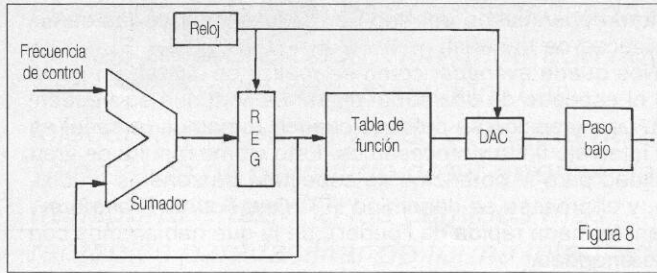 Reloj
Frecuencia
de control
R
E
G
Tabla de
función
DAC
Paso
bajo
Sumador
Figura 8